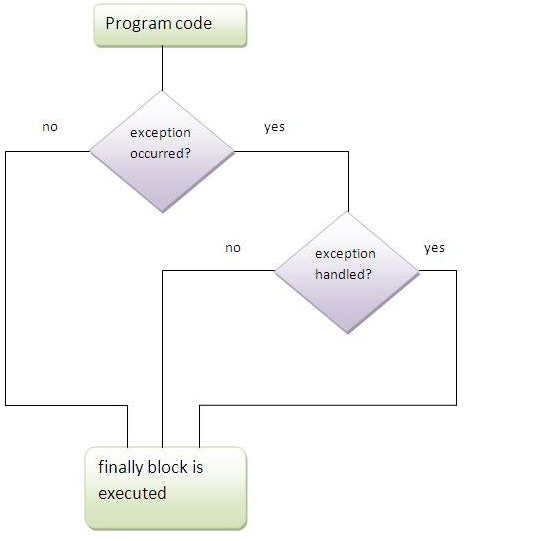 Program code
no
yes
exception
occurred?
no
yes
exception
handled?
finally block is
executed